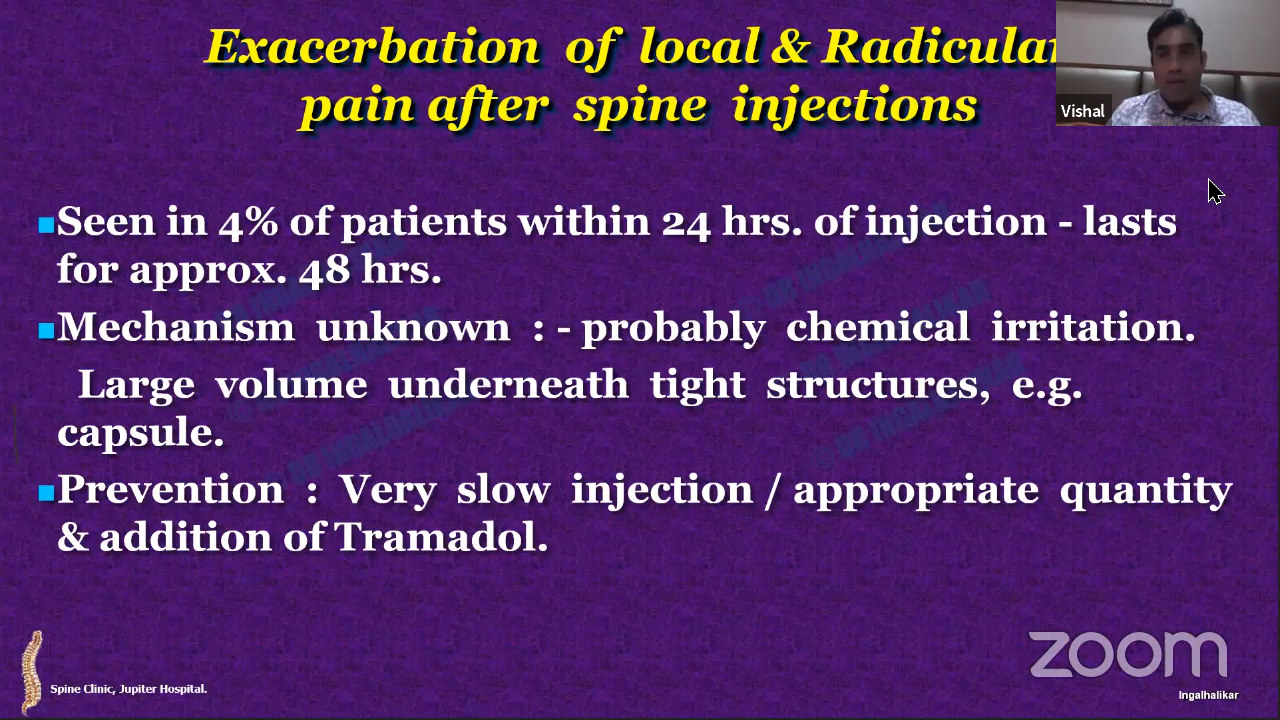 Exacerbation of local & Radicular
pain after spine injections
Vishal
Seen in 4% of patients within 24 hrs. of injection - lasts
for approx. 48 hrs.
Mechanism unknown : - probably chemical irritation.
Large volume underneath tight structures, e.g.
capsule.
Prevention : Very slow injection / appropriate quantity
& addition of Tramadol.
Spine Clinic, Jupiter Hospital.
zoom
Ingalhalikar